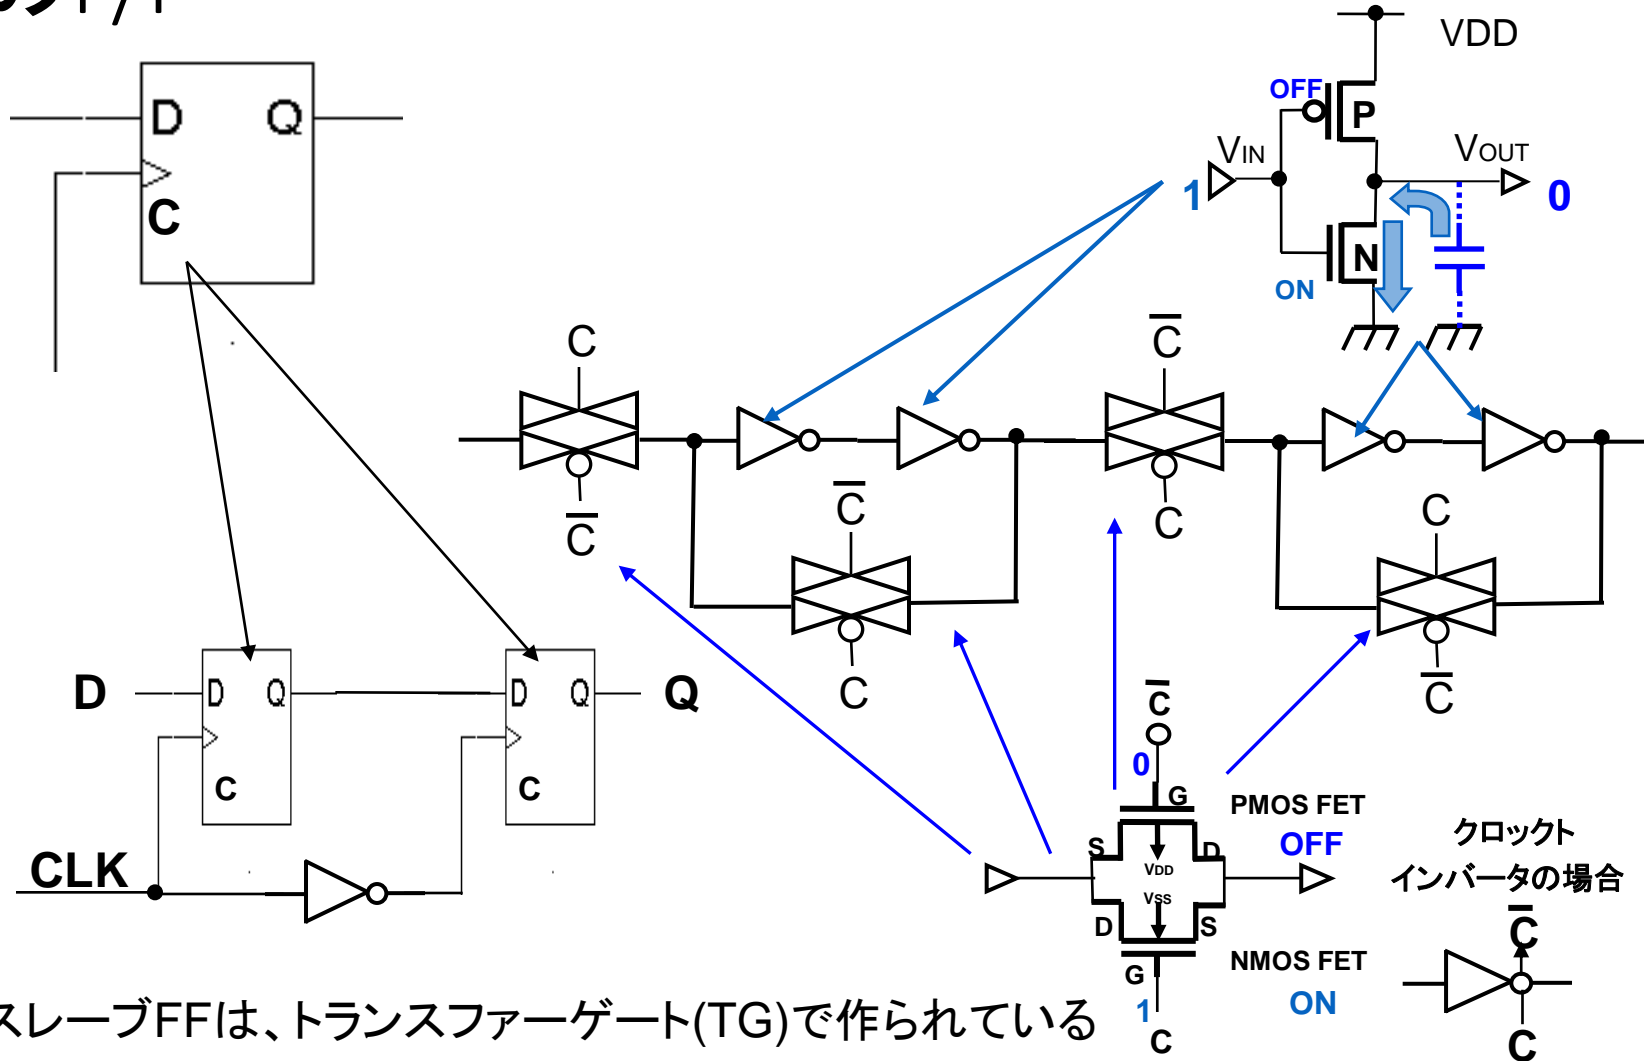 VDD
OFF
P
D Q
VIN
VOUT
1
0
C
N
ON
C
C̅
C̅
C
C̅
C
C
C̅
D
D Q
D Q
Q
C̅
0
G
PMOS FET
C
C
S
D
OFF
クロックト
VDD
インバータの場合
CLK
VSS
C̅
D
S
NMOS FET
G
ON
1
スレーブFFは、トランスファーゲート(TG)で作られている
C
C